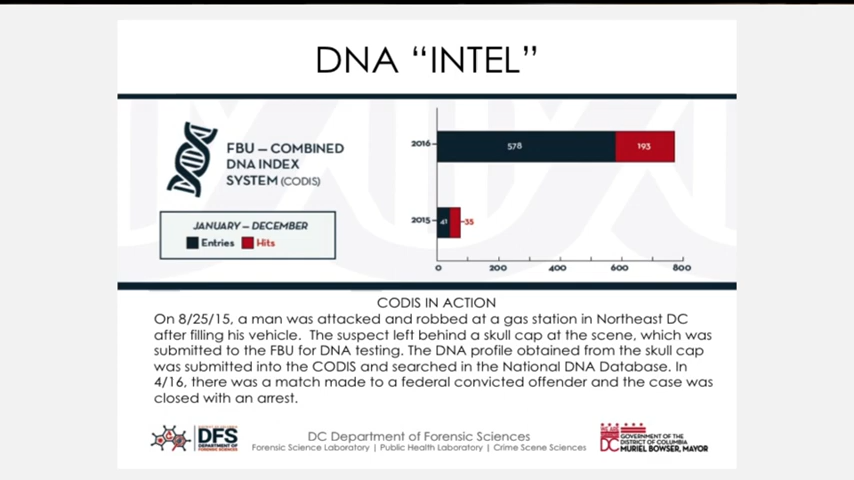 DNA “INTEL”
FBU – COMBINED
DNA INDEX
SYSTEM (CODIS)
JANUARY – DECEMBER
Entries Hits
2016
578
193
2015
41
35
0 200 400 600 800
CODIS IN ACTION
On 8/25/15, a man was attacked and robbed at a gas station in Northeast DC
after filling his vehicle. The suspect left behind a skull cap at the scene, which was
submitted to the FBU for DNA testing. The DNA profile obtained from the skull cap
was submitted into the CODIS and searched in the National DNA Database. In
4/16, there was a match made to a federal convicted offender and the case was
closed with an arrest.
DFS
DEPARTMENT OF
FORENSIC SCIENCES
DC Department of Forensic Sciences
Forensic Science Laboratory | Public Health Laboratory | Crime Scene Sciences
WE ARE
DC
GOVERNMENT OF THE
DISTRICT OF COLUMBIA
MURIEL BOWSER, MAYOR